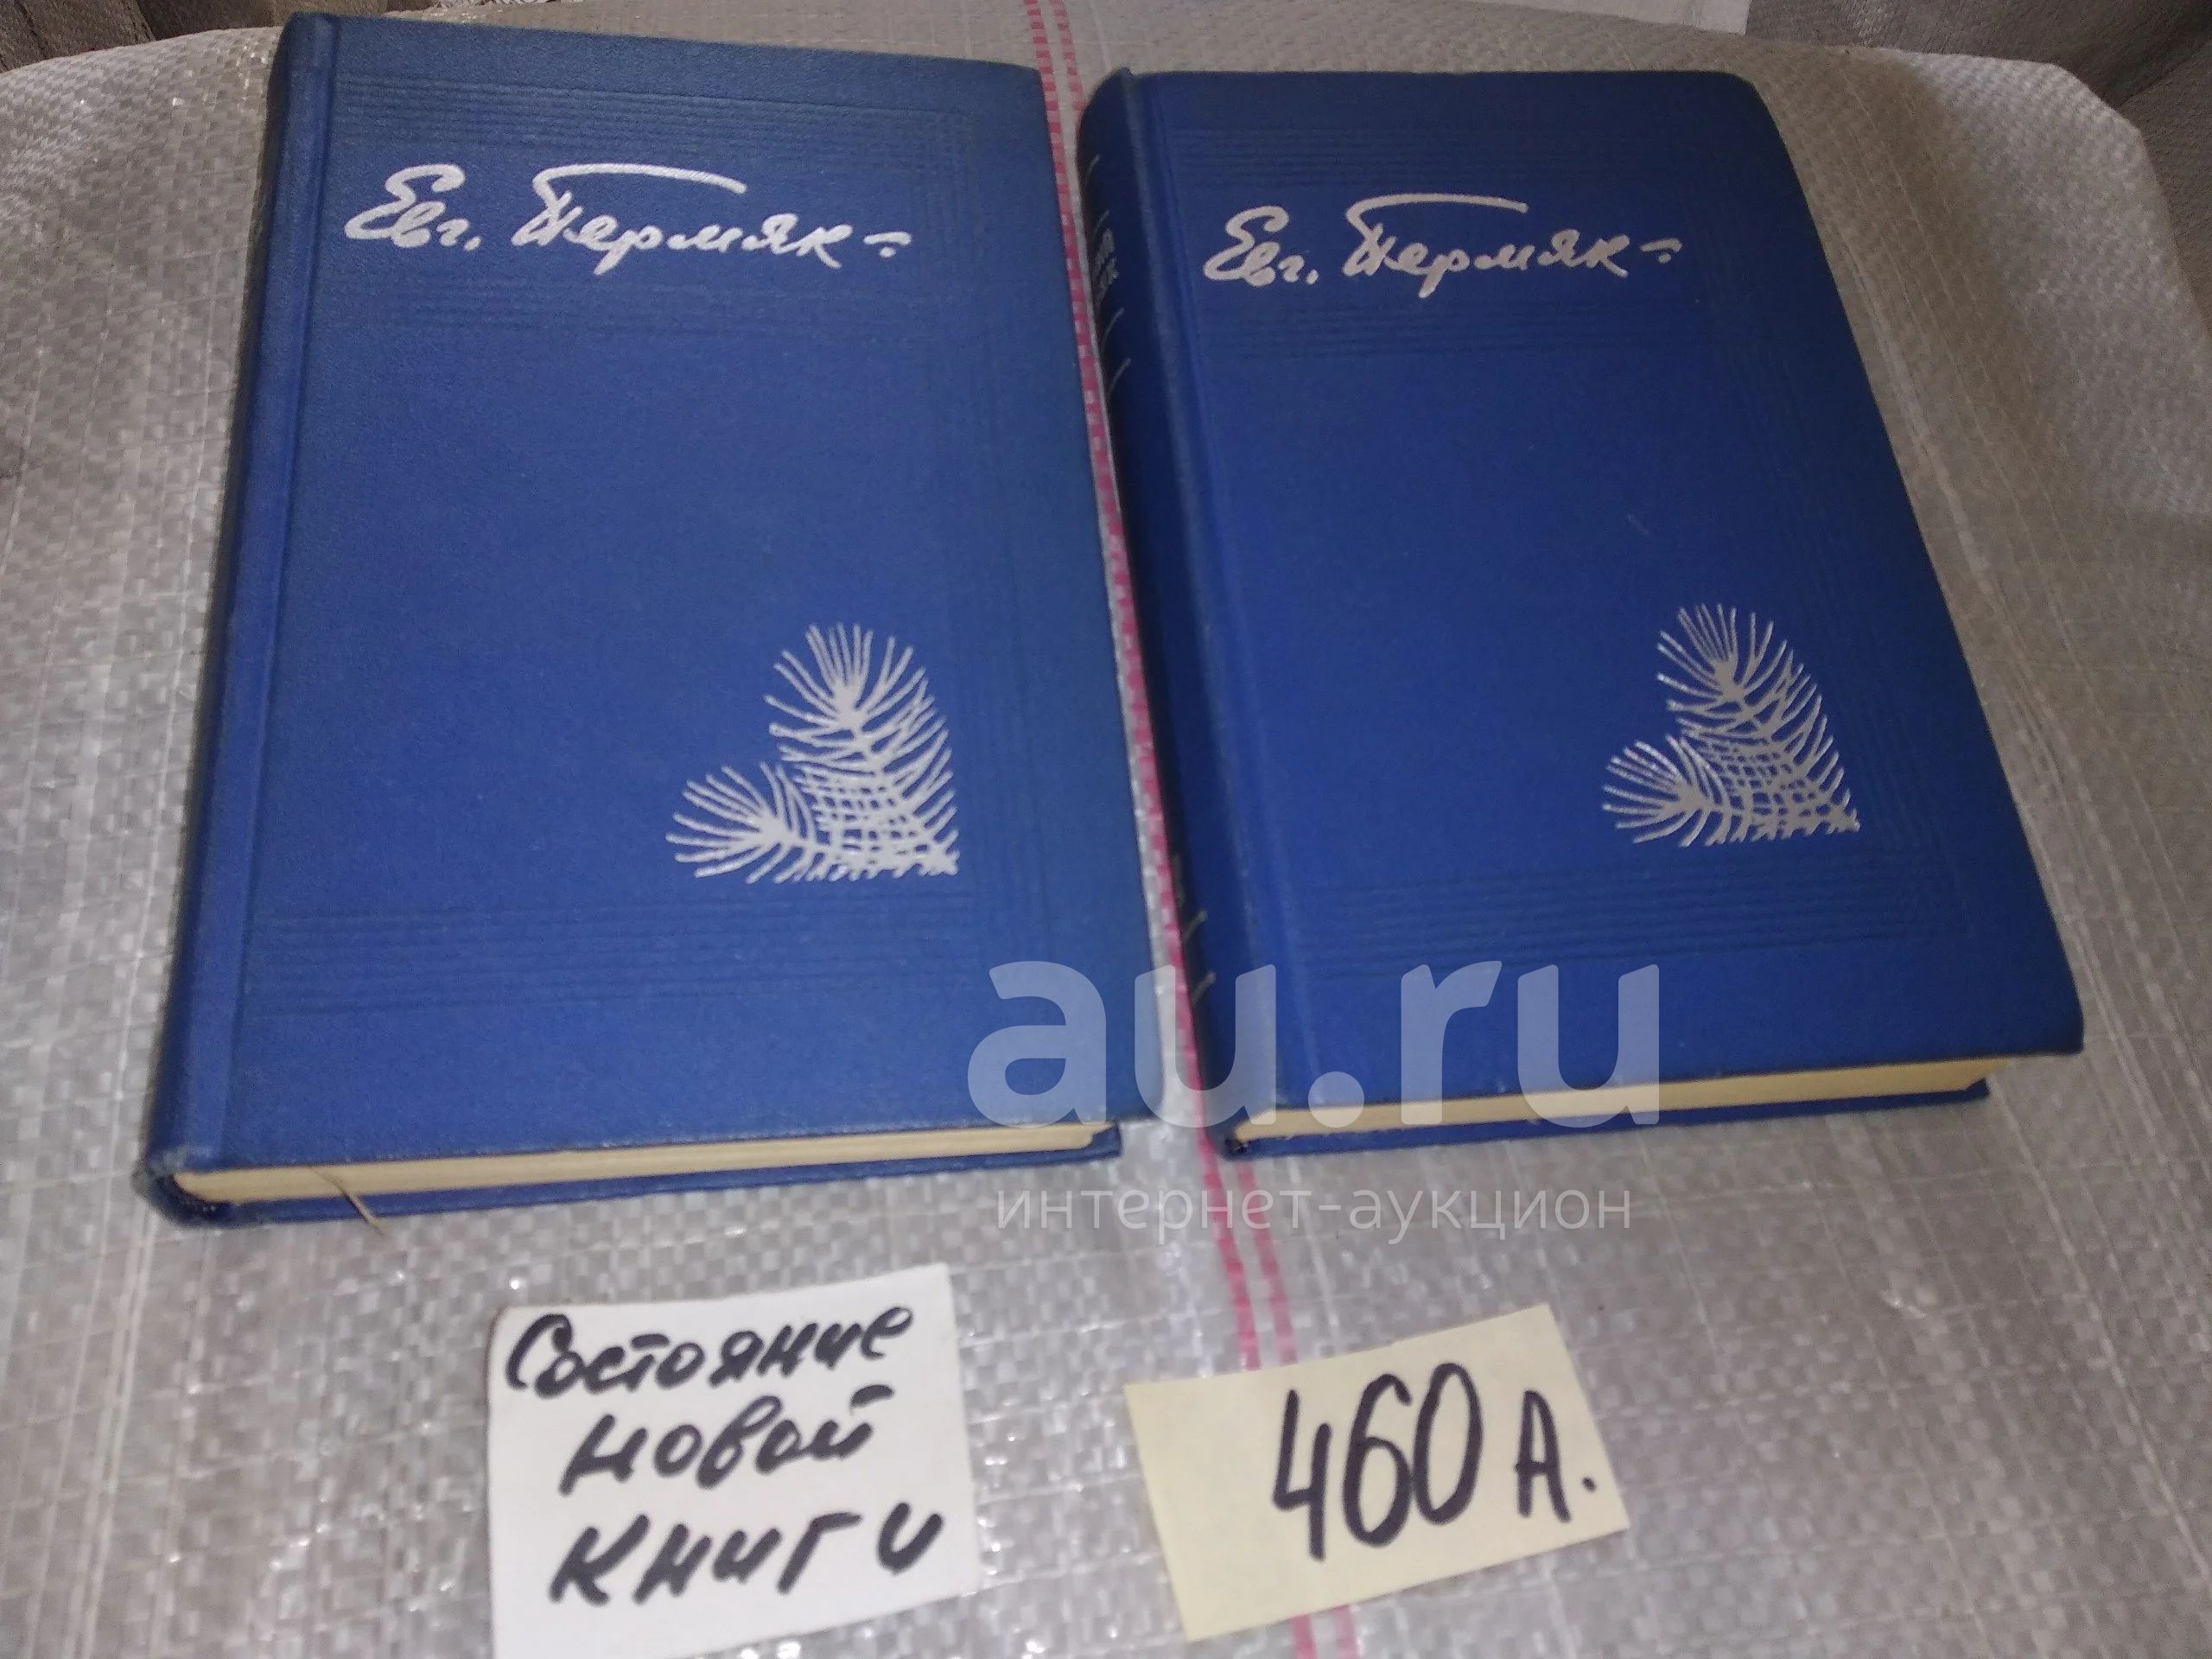 Евг. Пермяк
Евг. Пермяк
au.ru
интернет-аукцион
Состояние
новой
книги
460 А.